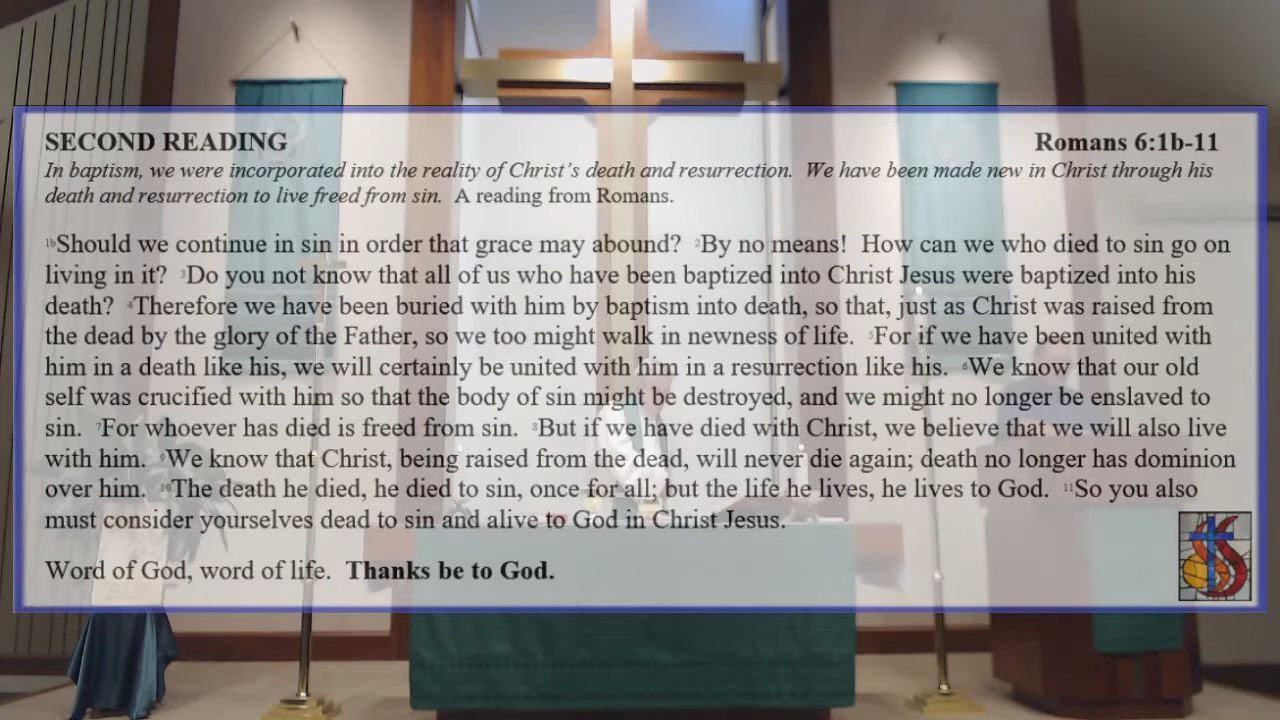 SECOND READING Romans 6:1b-11
In baptism, we were incorporated into the reality of Christ's death and resurrection. We have been made new in Christ through his
death and resurrection to live freed from sin. A reading from Romans.
1bShould we continue in sin in order that grace may abound? 2By no means! How can we who died to sin go on
living in it? 3Do you not know that all of us who have been baptized into Christ Jesus were baptized into his
death? 4Therefore we have been buried with him by baptism into death, so that, just as Christ was raised from
the dead by the glory of the Father, so we too might walk in newness of life. 5For if we have been united with
him in a death like his, we will certainly be united with him in a resurrection like his. 6We know that our old
self was crucified with him so that the body of sin might be destroyed, and we might no longer be enslaved to
sin. 7For whoever has died is freed from sin. 8But if we have died with Christ, we believe that we will also live
with him. 9We know that Christ, being raised from the dead, will never die again; death no longer has dominion
over him. 10The death he died, he died to sin, once for all; but the life he lives, he lives to God. 11So you also
must consider yourselves dead to sin and alive to God in Christ Jesus.
Word of God, word of life. Thanks be to God.